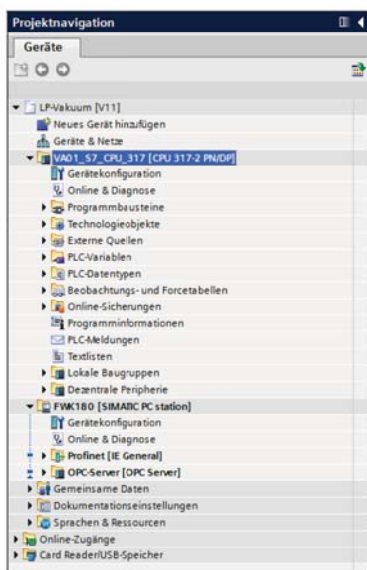 Projektnavigation
Geräte
LP-Vakuum [V11]
Neues Gerät hinzufügen
Geräte & Netze
VA01_S7_CPU_317 [CPU 317-2 PN/DP]
Gerätekonfiguration
Online & Diagnose
Programmbausteine
Technologieobjekte
Externe Quellen
PLC-Variablen
PLC-Datentypen
Beobachtungs- und Forcetabellen
Online-Sicherungen
Programminformationen
PLC-Meldungen
Textlisten
Lokale Baugruppen
Dezentrale Peripherie
FWK180 [SIMATIC PC station]
Gerätekonfiguration
Online & Diagnose
Profinet [IE General]
OPC-Server [OPC Server]
Gemeinsame Daten
Dokumentationseinstellungen
Sprachen & Ressourcen
Online-Zugänge
Card Reader/USB-Speicher